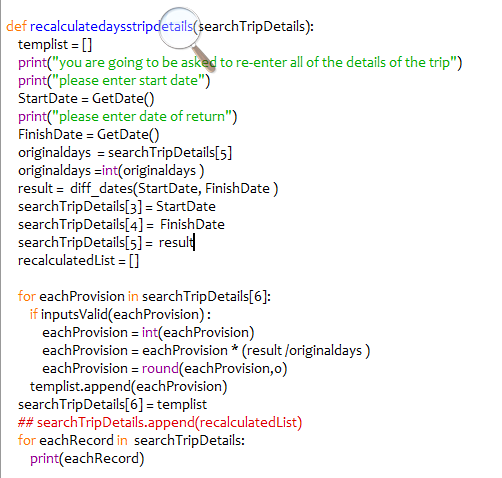 def recalculatedaysstripdetails(searchTripDetails):
templist = []
print("you are going to be asked to re-enter all of the details of the trip")
print("please enter start date")
StartDate = GetDate()
print("please enter date of return")
FinishDate = GetDate()
originaldays  = searchTripDetails[5]
originaldays =int(originaldays )
result =  diff_dates(StartDate, FinishDate )
searchTripDetails[3] = StartDate
searchTripDetails[4] =  FinishDate
searchTripDetails[5] =  result
recalculatedList = []
for eachProvision in searchTripDetails[6]:
if inputsValid(eachProvision) :
eachProvision = int(eachProvision)
eachProvision = eachProvision * (result /originaldays )
eachProvision = round(eachProvision,0)
templist.append(eachProvision)
searchTripDetails[6] = templist
## searchTripDetails.append(recalculatedList)
for eachRecord in  searchTripDetails:
print(eachRecord)